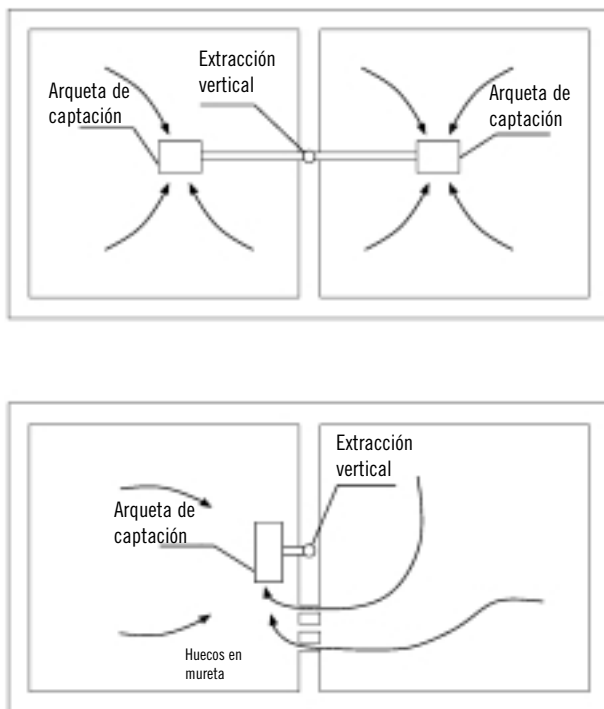 Extracción
vertical
Arqueta de
captación
Arqueta de
captación
Extracción
vertical
Arqueta de
captación
Huecos en
mureta